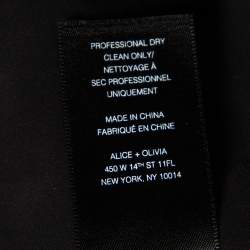 PROFESSIONAL DRY
CLEAN ONLY/
NETTOYAGE À
SEC PROFESSIONNEL
UNIQUEMENT
MADE IN CHINA
FABRIQUÉ EN CHINE
ALICE + OLIVIA
450 W 14TH ST 11FL
NEW YORK, NY 10014